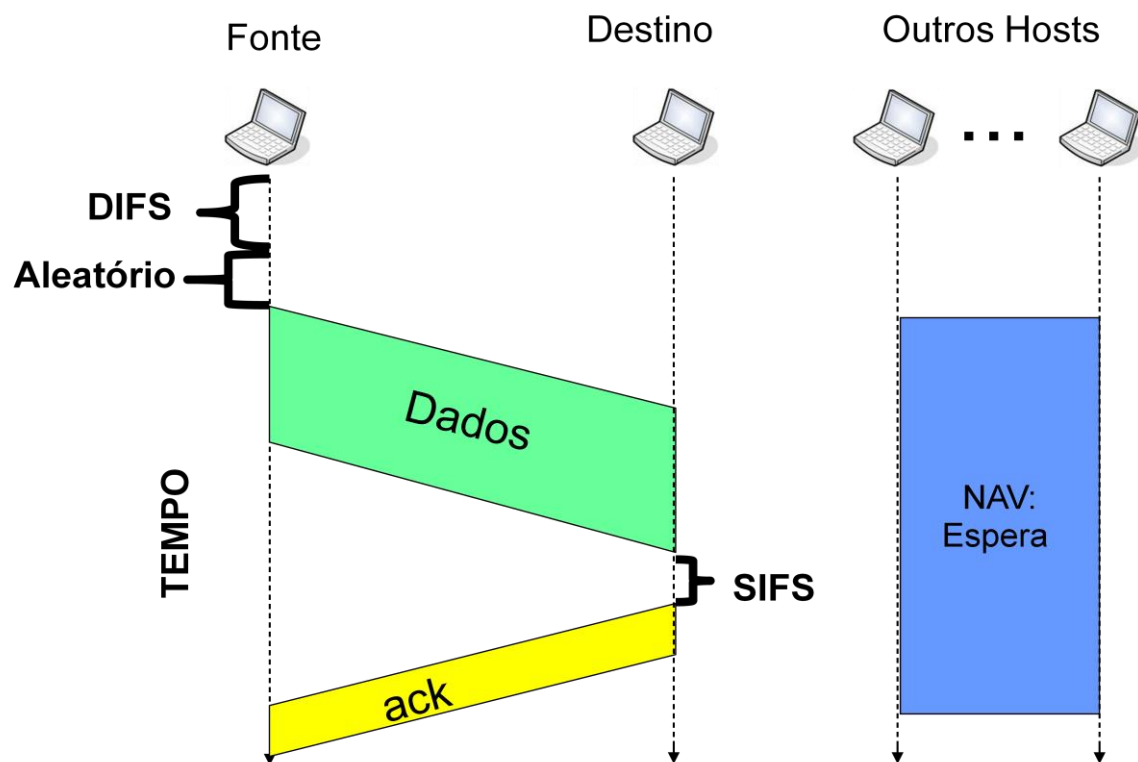 Fonte
Destino
Outros Hosts
...
DIFS
Aleatório
Dados
TEMPO
NAV:
Espera
SIFS
ack